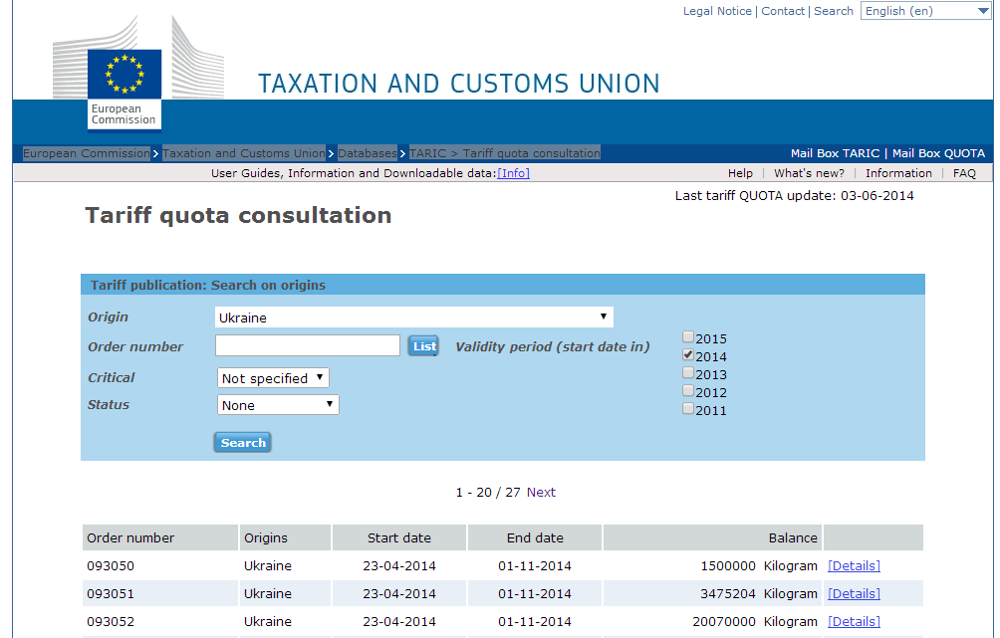 Legal Notice | Contact | Search English (en)
TAXATION AND CUSTOMS UNION
European
Commission
European Commission > Taxation and Customs Union > Databases > TARIC > Tariff quota consultation Mail Box TARIC | Mail Box QUOTA
User Guides, Information and Downloadable data:[Info] Help | What's new? | Information | FAQ
Last tariff QUOTA update: 03-06-2014
Tariff quota consultation
Tariff publication: Search on origins
Origin Ukraine
Order number List Validity period (start date in)
2015
2014
2013
2012
2011
Critical Not specified
Status None
Search
1 - 20 / 27 Next
Order number Origins Start date End date Balance
093050 Ukraine 23-04-2014 01-11-2014 1500000 Kilogram [Details]
093051 Ukraine 23-04-2014 01-11-2014 3475204 Kilogram [Details]
093052 Ukraine 23-04-2014 01-11-2014 20070000 Kilogram [Details]